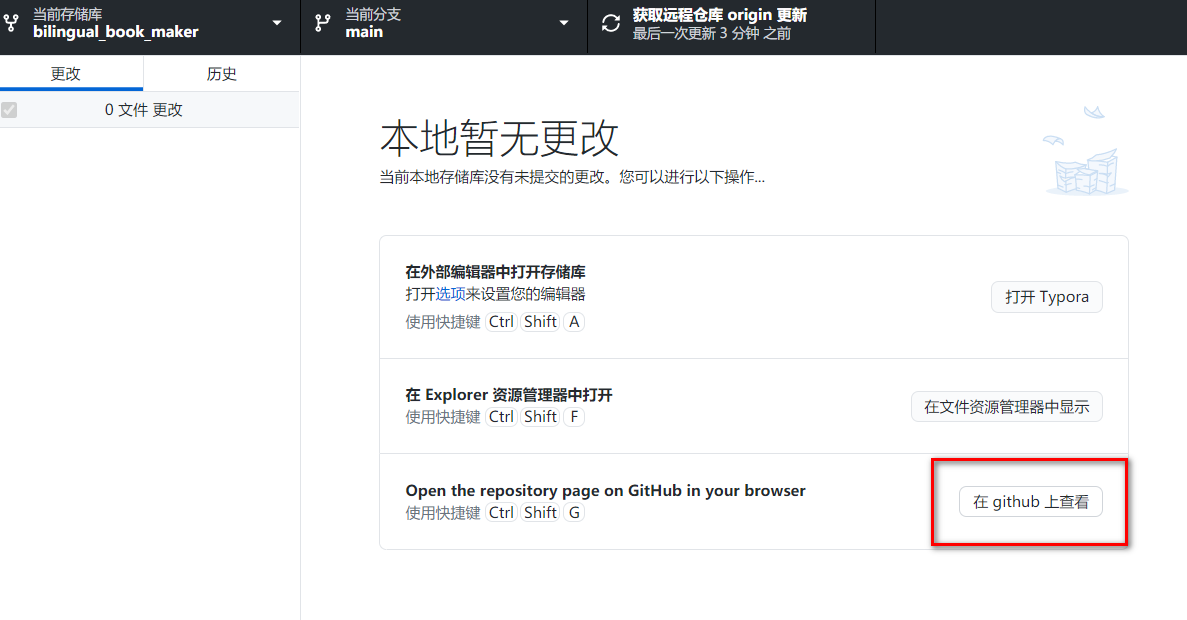 当前存储库
bilingual_book_maker
当前分支
main
获取远程仓库 origin 更新
最后一次更新 3 分钟 之前
更改
历史
0 文件 更改
本地暂无更改
当前本地存储库没有未提交的更改。您可以进行以下操作...
在外部编辑器中打开存储库
打开选项来设置您的编辑器
使用快捷键 Ctrl Shift A
打开 Typora
在 Explorer 资源管理器中打开
使用快捷键 Ctrl Shift F
在文件资源管理器中显示
Open the repository page on GitHub in your browser
使用快捷键 Ctrl Shift G
在 github 上查看